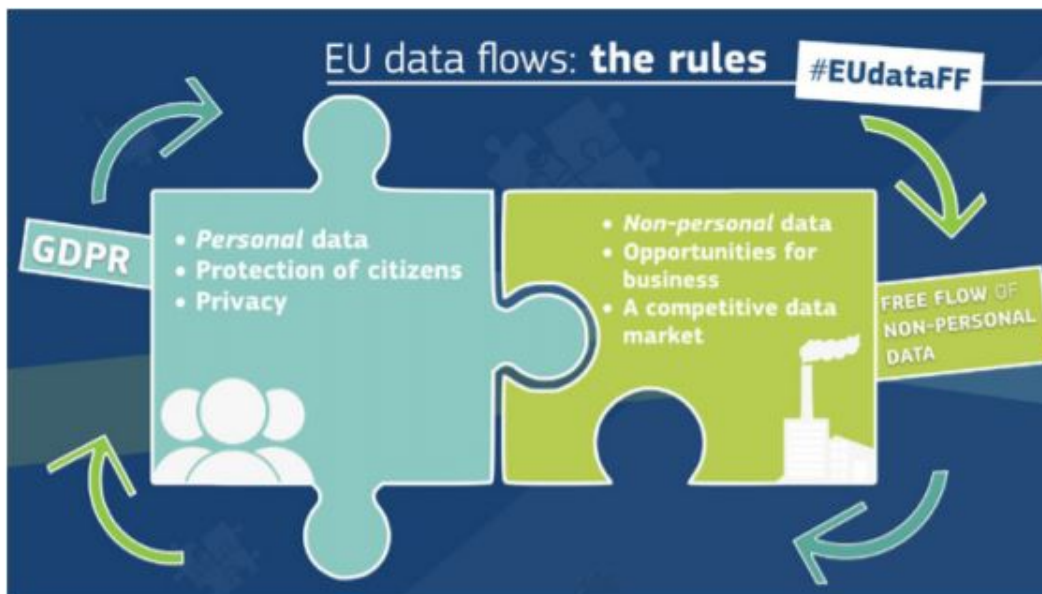 EU data flows: the rules
#EUdataFF
GDPR
• Personal data
• Protection of citizens
• Privacy
• Non-personal data
• Opportunities for
business
• A competitive data
market
FREE FLOW OF
NON-PERSONAL
DATA